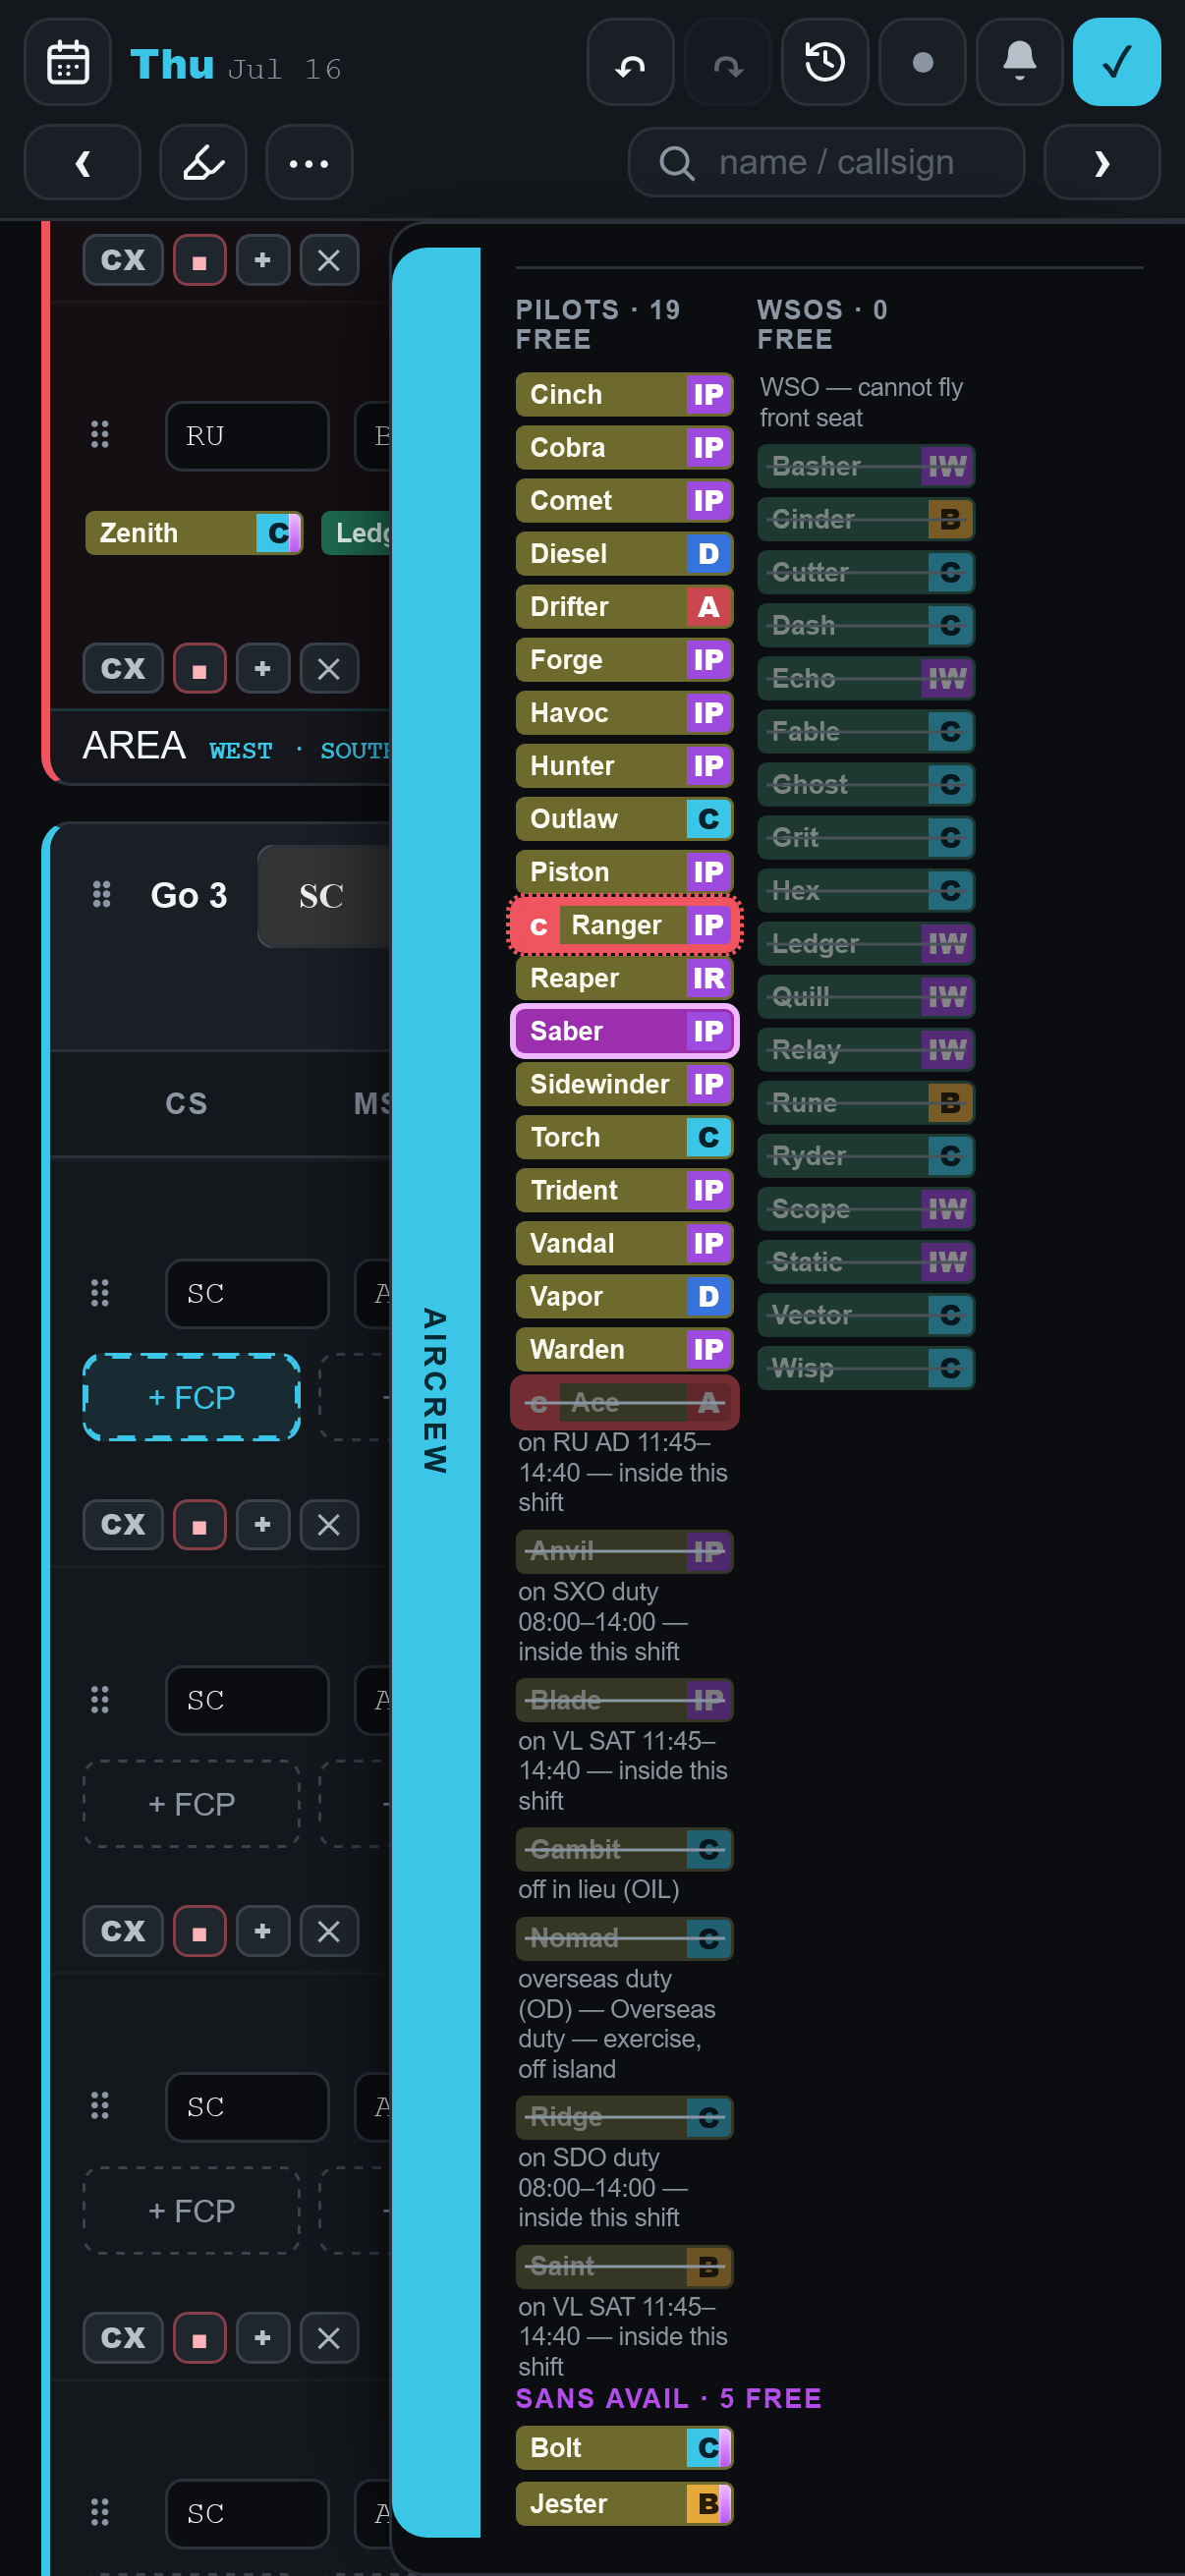 Thu Jul 16
name / callsign
CX
+
RU
Zenith C
CX
+
AREA WEST · SOUTH
Go 3 SC
CS
SC
+ FCP
CX
+
SC
+ FCP
CX
+
SC
+ FCP
CX
+
SC
AIRCREW
PILOTS · 19
FREE
Cinch IP
Cobra IP
Comet IP
Diesel D
Drifter A
Forge IP
Havoc IP
Hunter IP
Outlaw C
Piston IP
C Ranger IP
Reaper IR
Saber IP
Sidewinder IP
Torch C
Trident IP
Vandal IP
Vapor D
Warden IP
C Ace A
on RU AD 11:45–
14:40 — inside this
shift
Anvil IP
on SXO duty
08:00–14:00 —
inside this shift
Blade IP
on VL SAT 11:45–
14:40 — inside this
shift
Gambit C
off in lieu (OIL)
Nomad C
overseas duty
(OD) — Overseas
duty — exercise,
off island
Ridge C
on SDO duty
08:00–14:00 —
inside this shift
Saint B
on VL SAT 11:45–
14:40 — inside this
shift
SANS AVAIL · 5 FREE
Bolt C
Jester B
WSOS · 0
FREE
WSO — cannot fly
front seat
Basher IW
Cinder B
Cutter C
Dash C
Echo IW
Fable C
Ghost C
Grit C
Hex C
Ledger IW
Quill IW
Relay IW
Rune B
Ryder C
Scope IW
Static IW
Vector C
Wisp C